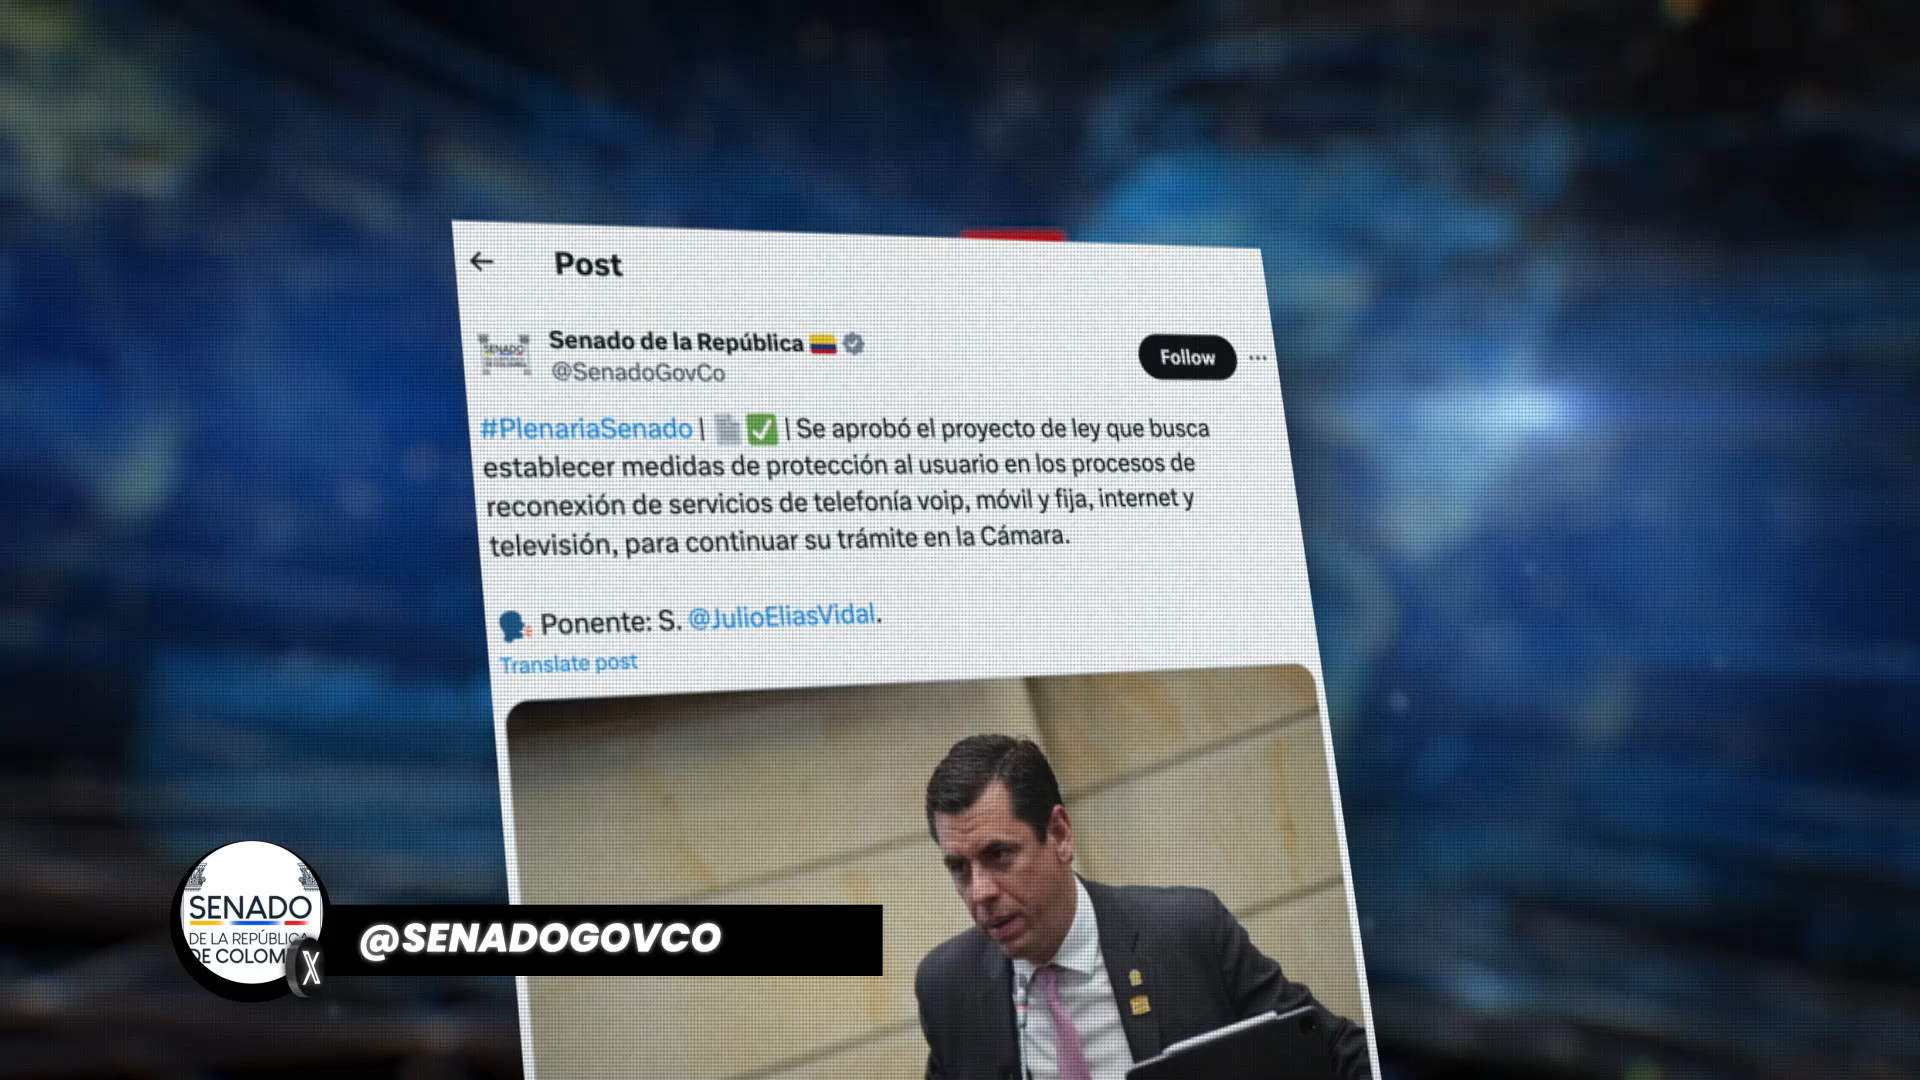 Post
Senado de la República
@SenadoGovCo
Follow
#PlenariaSenado | | Se aprobó el proyecto de ley que busca
establecer medidas de protección al usuario en los procesos de
reconexión de servicios de telefonía voip, móvil y fija, internet y
televisión, para continuar su trámite en la Cámara.
Ponente: S. @JulioEliasVidal.
Translate post
SENADO
DE LA REPÚBLICA
DE COLOM
X
@SENADOGOVCO